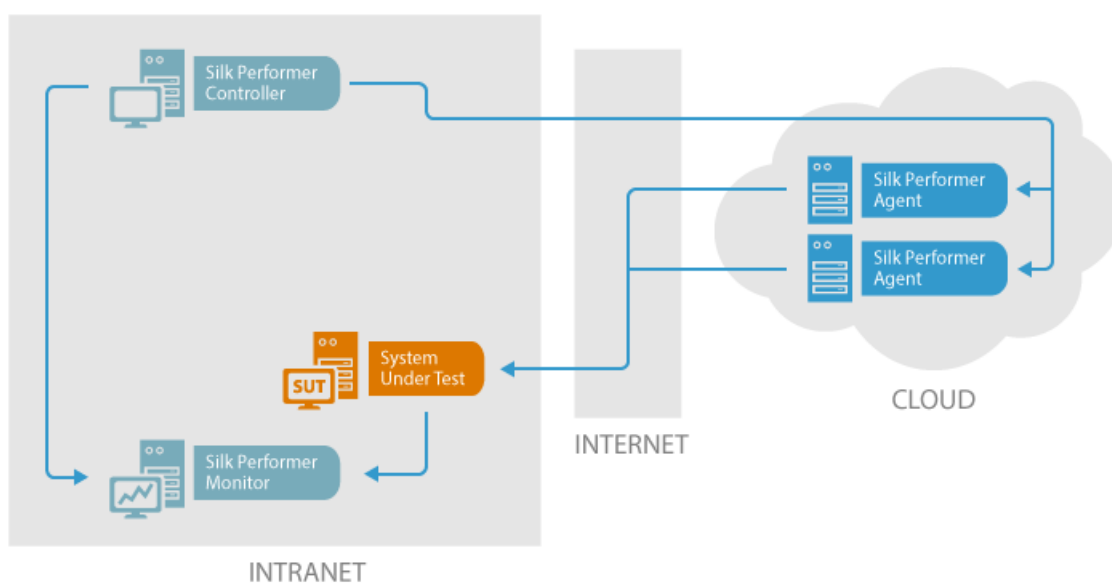 Silk Performer
Controller
Silk Performer
Agent
Silk Performer
Agent
System
Under Test
SUT
CLOUD
INTERNET
Silk Performer
Monitor
INTRANET